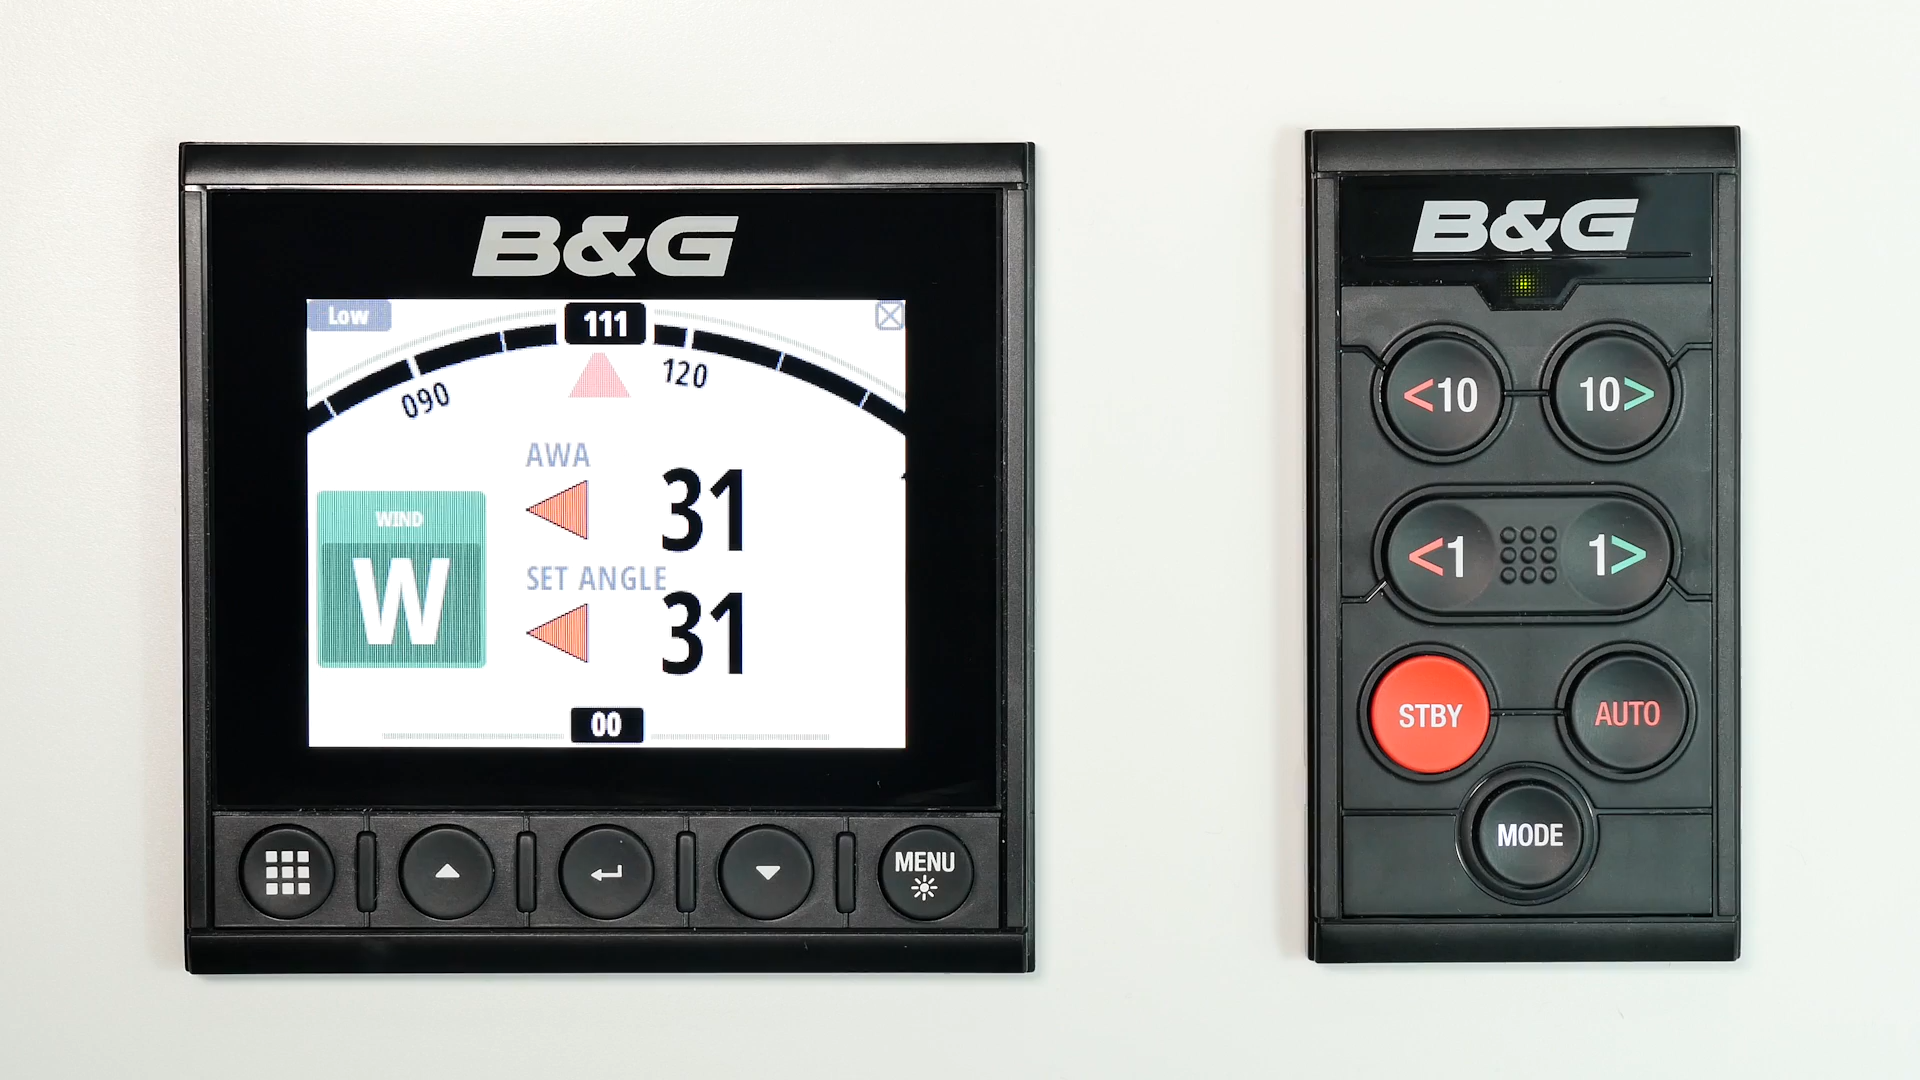 B&G
Low
111
090
120
AWA
31
WIND
W
SET ANGLE
31
00
MENU
B&G
<10
10>
<1
1>
STBY
AUTO
MODE